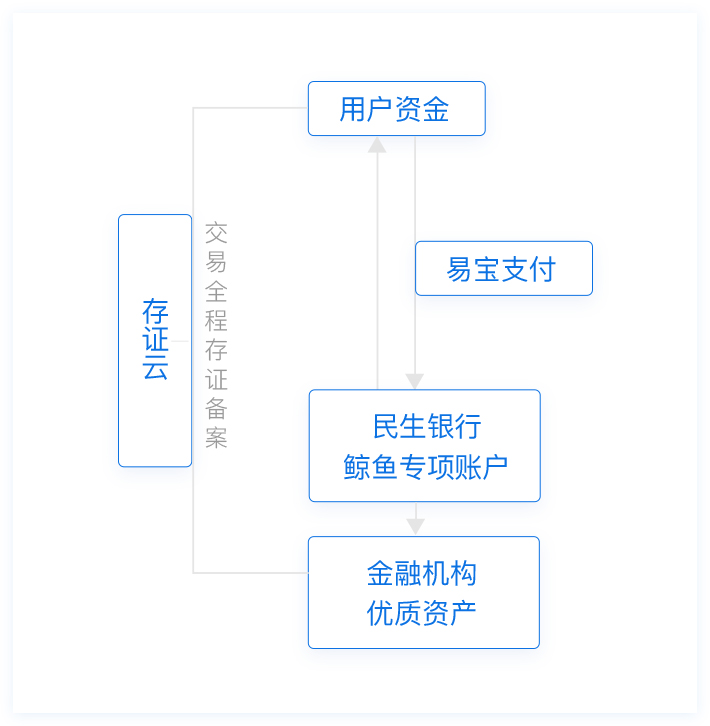 用户资金
交易全程存证备案
易宝支付
存证云
民生银行
鲸鱼专项账户
金融机构
优质资产